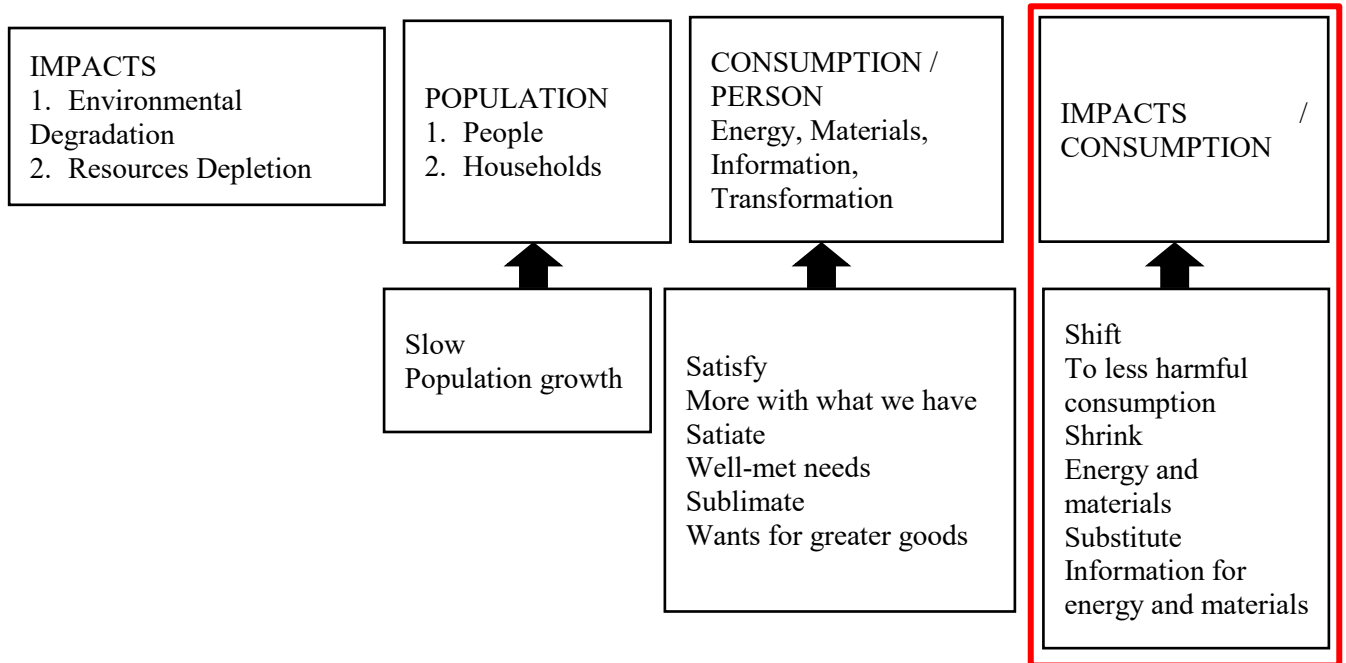 IMPACTS
1. Environmental
Degradation
2. Resources Depletion
POPULATION
1. People
2. Households
CONSUMPTION /
PERSON
Energy, Materials,
Information,
Transformation
IMPACTS /
CONSUMPTION
Slow
Population growth
Satisfy
More with what we have
Satiate
Well-met needs
Sublimate
Wants for greater goods
Shift
To less harmful
consumption
Shrink
Energy and
materials
Substitute
Information for
energy and materials